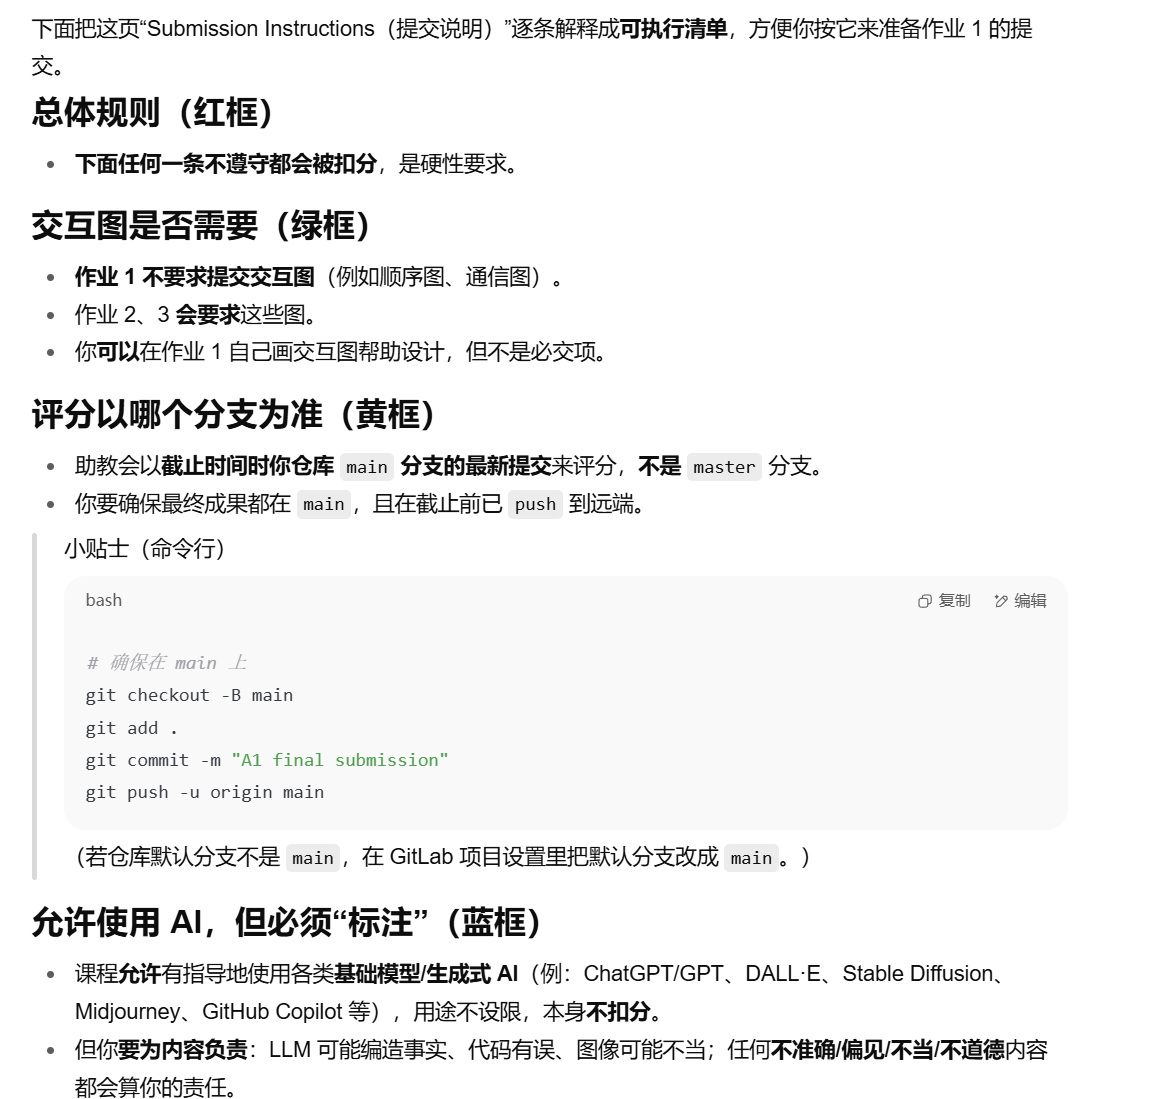 下面把这页“Submission Instructions（提交说明）”逐条解释成可执行清单，方便你按它来准备作业 1 的提
交。
总体规则（红框）
• 下面任何一条不遵守都会被扣分，是硬性要求。
交互图是否需要（绿框）
• 作业 1 不要求提交交互图（例如顺序图、通信图）。
• 作业 2、3 会要求这些图。
• 你可以在作业 1 自己画交互图帮助设计，但不是必交项。
评分以哪个分支为准（黄框）
• 助教会以截止时间时你仓库 main 分支的最新提交来评分，不是 master 分支。
• 你要确保最终成果都在 main，且在截止前已 push 到远端。
小贴士（命令行）
bash 复制 编辑
# 确保在 main 上
git checkout -B main
git add .
git commit -m "A1 final submission"
git push -u origin main
（若仓库默认分支不是 main，在 GitLab 项目设置里把默认分支改成 main。）
允许使用 AI，但必须“标注”（蓝框）
• 课程允许有指导地使用各类基础模型/生成式 AI（例：ChatGPT/GPT、DALL·E、Stable Diffusion、
Midjourney、GitHub Copilot 等），用途不设限，本身不扣分。
• 但你要为内容负责：LLM 可能编造事实、代码有误、图像可能不当；任何不准确/偏见/不当/不道德内容
都会算你的责任。